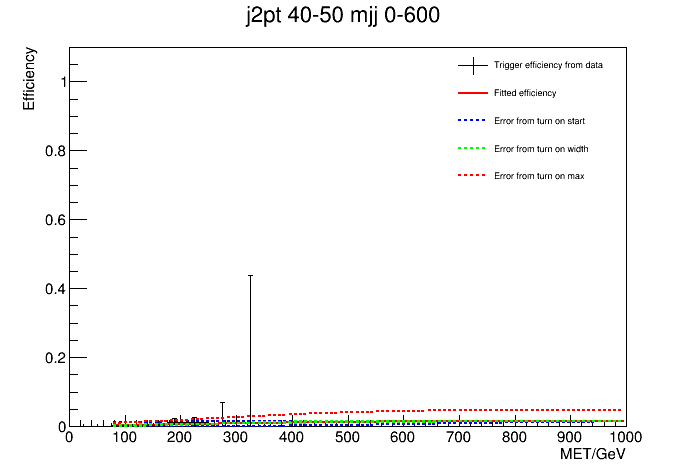 j2pt 40-50 mjj 0-600
Efficiency
Trigger efficiency from data
Fitted efficiency
Error from turn on start
Error from turn on width
Error from turn on max
1
0.8
0.6
0.4
0.2
0
0 100 200 300 400 500 600 700 800 900 1000
MET/GeV